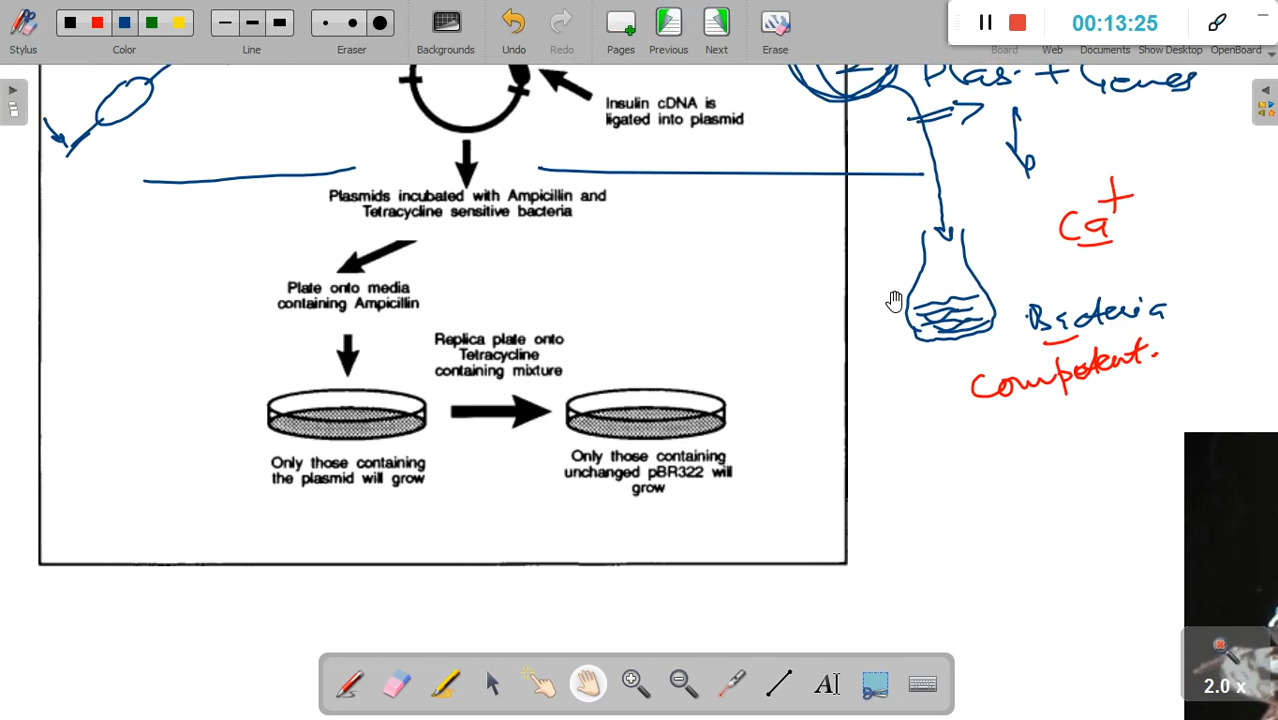 00:13:25
Stylus
Color
Line
Eraser
Backgrounds
Undo
Redo
Pages
Previous
Next
Erase
Board
Web
Documents
Show Desktop
OpenBoard
Plas. + Genes
Insulin cDNA is
ligated into plasmid
Plasmids incubated with Ampicillin and
Tetracycline sensitive bacteria
Ca+
Plate onto media
containing Ampicillin
Bacteria
Replica plate onto
Tetracycline
containing mixture
Competent.
Only those containing
the plasmid will grow
Only those containing
unchanged pBR322 will
grow
2.0 x